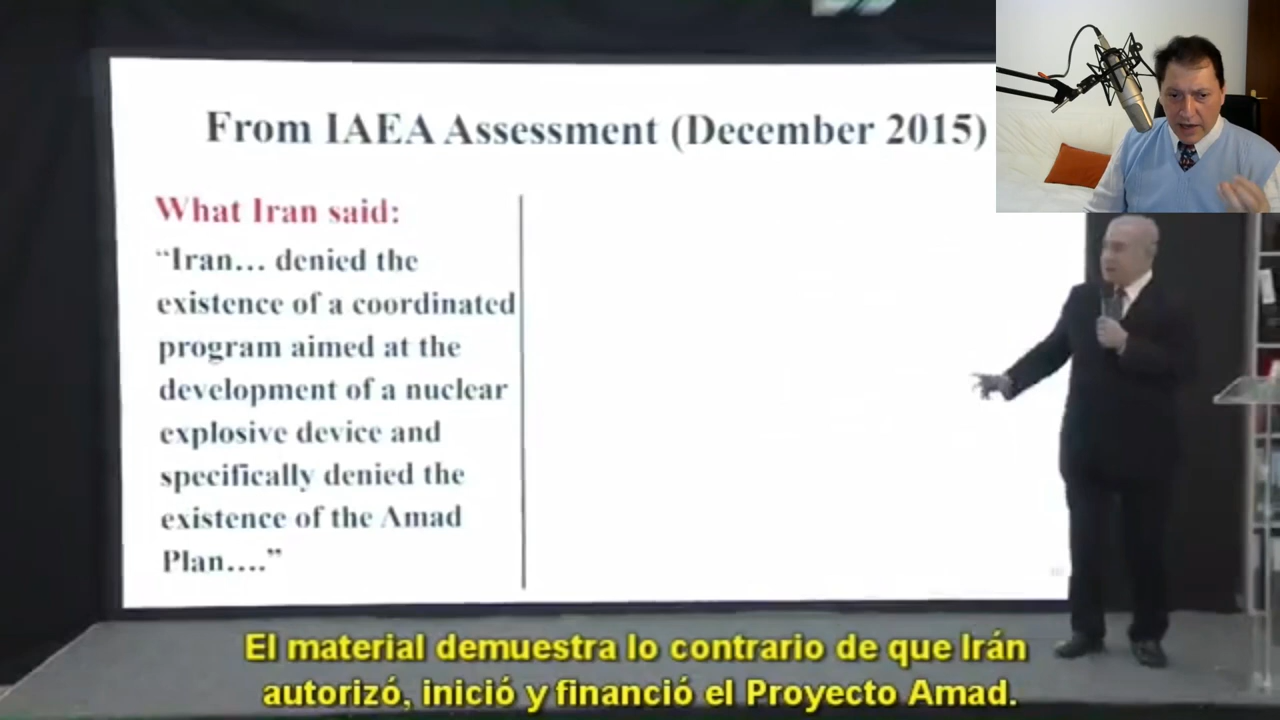 From IAEA Assessment (December 2015)
What Iran said:
“Iran... denied the
existence of a coordinated
program aimed at the
development of a nuclear
explosive device and
specifically denied the
existence of the Amad
Plan....”
El material demuestra lo contrario de que Irán
autorizó, inició y financió el Proyecto Amad.